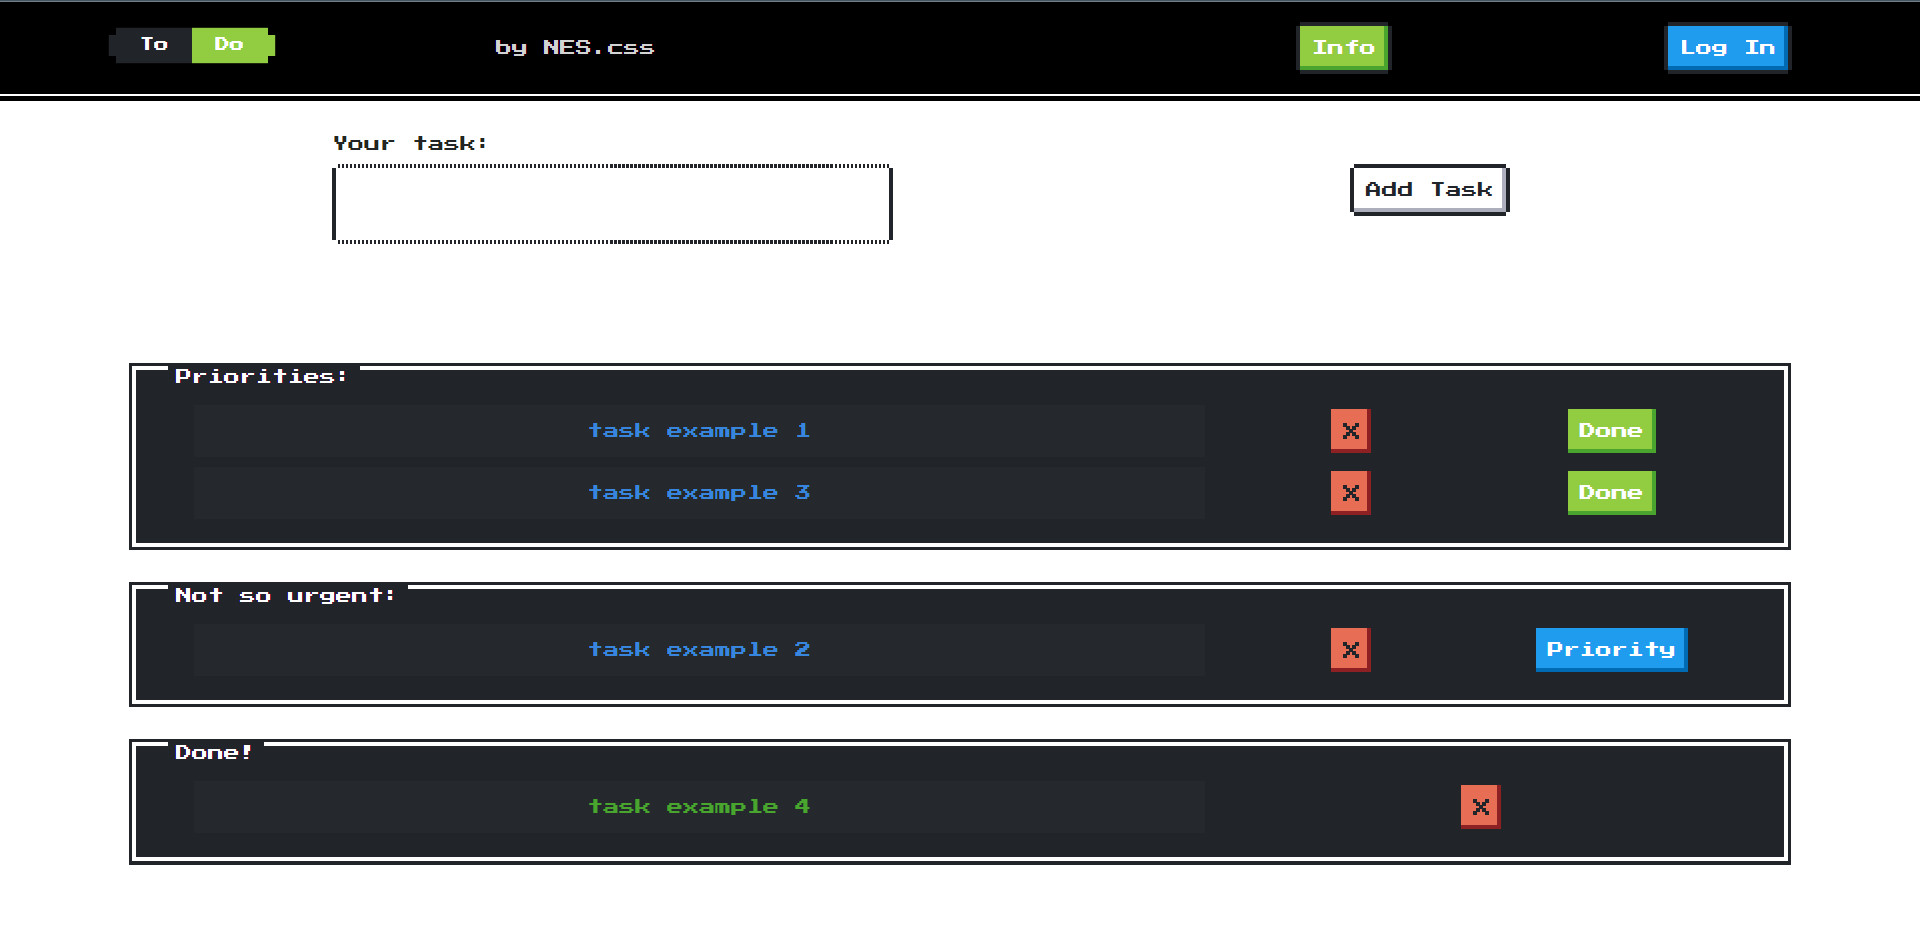 To Do by NES.css Info Log In
Your task:
Add Task
Priorities:
task example 1 X Done
task example 3 X Done
Not so urgent:
task example 2 X Priority
Done!
task example 4 X